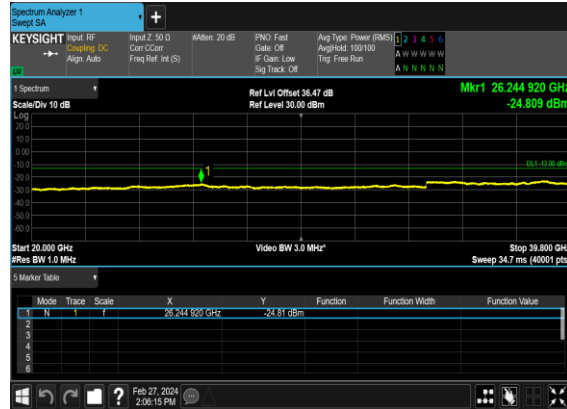 Spectrum Analyzer 1
Swept SA
+
KEYSIGHT
Input: RF
Coupling: DC
Align: Auto
Input Z: 50 Ω
Corr CCorr
Freq Ref: Int (S)
#Atten: 20 dB
PNO: Fast
Gate: Off
IF Gain: Low
Sig Track: Off
Avg Type: Power (RMS)
Avg|Hold: 100/100
Trig: Free Run
1 2 3 4 5 6
A W W W W W
A N N N N N
1 Spectrum
Scale/Div 10 dB
Ref Lvl Offset 36.47 dB
Ref Level 30.00 dBm
Mkr1 26.244 920 GHz
-24.809 dBm
Log
20.0
10.0
0.00
-10.0
-20.0
-30.0
-40.0
-50.0
-60.0
1
DL1 -13.00 dBm
Start 20.000 GHz
#Res BW 1.0 MHz
Video BW 3.0 MHz*
Stop 39.800 GHz
Sweep 34.7 ms (40001 pts)
5 Marker Table
Mode Trace Scale X Y Function Function Width Function Value
1 N 1 f 26.244 920 GHz -24.81 dBm
2
3
4
5
6
?
Feb 27, 2024
2:06:15 PM